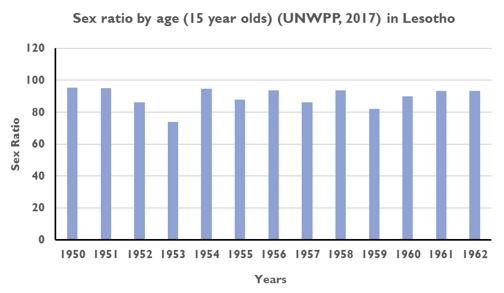 Sex ratio by age (15 year olds) (UNWPP, 2017) in Lesotho
120
100
80
60
40
20
0
Sex Ratio
1950 1951 1952 1953 1954 1955 1956 1957 1958 1959 1960 1961 1962
Years